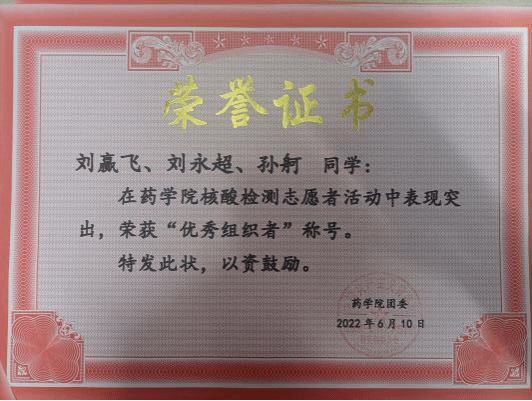 荣誉证书
刘赢飞、刘永超、孙舸 同学：
在药学院核酸检测志愿者活动中表现突
出，荣获“优秀组织者”称号。
特发此状，以资鼓励。
药学院团委
2022年6月10日